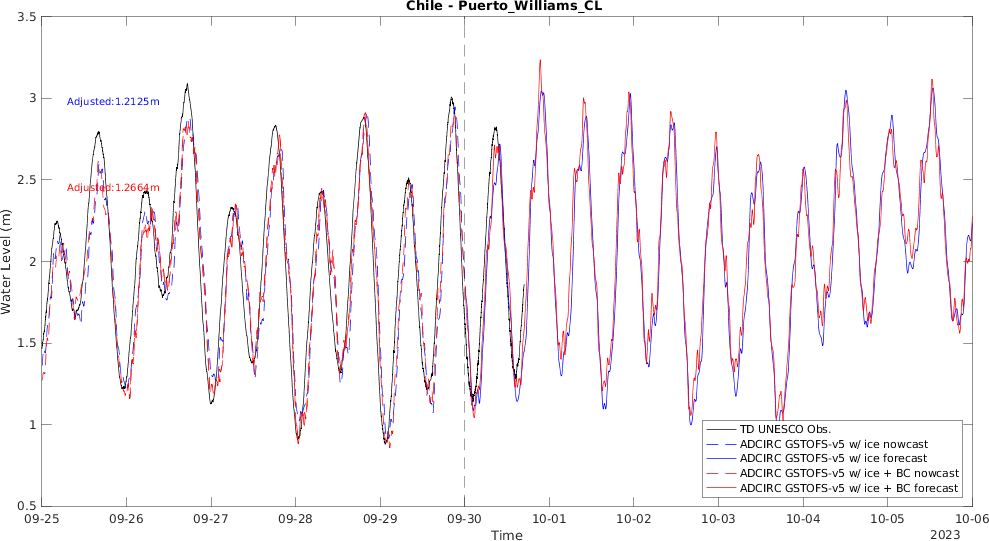 Chile - Puerto_Williams_CL
3.5
3
2.5
2
1.5
1
0.5
Water Level (m)
Adjusted:1.2125m
Adjusted:1.2664m
TD UNESCO Obs.
ADCIRC GSTOFS-v5 w/ ice nowcast
ADCIRC GSTOFS-v5 w/ ice forecast
ADCIRC GSTOFS-v5 w/ ice + BC nowcast
ADCIRC GSTOFS-v5 w/ ice + BC forecast
09-25 09-26 09-27 09-28 09-29 09-30 10-01 10-02 10-03 10-04 10-05 10-06
Time
2023